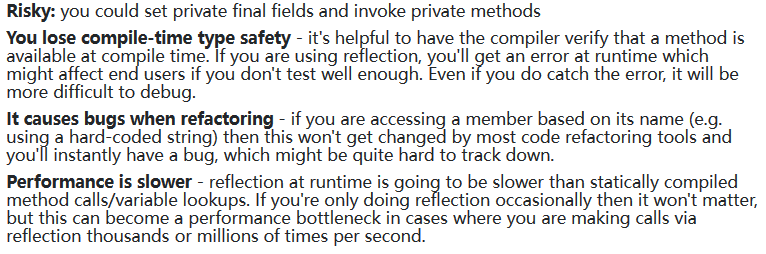 Risky: you could set private final fields and invoke private methods
You lose compile-time type safety - it's helpful to have the compiler verify that a method is
available at compile time. If you are using reflection, you'll get an error at runtime which
might affect end users if you don't test well enough. Even if you do catch the error, it will be
more difficult to debug.
It causes bugs when refactoring - if you are accessing a member based on its name (e.g.
using a hard-coded string) then this won't get changed by most code refactoring tools and
you'll instantly have a bug, which might be quite hard to track down.
Performance is slower - reflection at runtime is going to be slower than statically compiled
method calls/variable lookups. If you're only doing reflection occasionally then it won't matter,
but this can become a performance bottleneck in cases where you are making calls via
reflection thousands or millions of times per second.